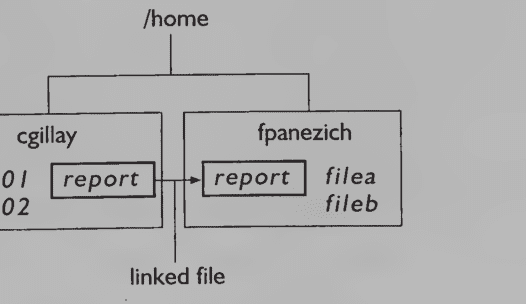 /home
cgillay fpanezich
01 report report filea
02 fileb
linked file